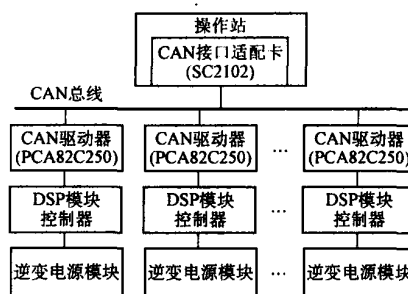 操作站
CAN接口适配卡
(SC2102)
CAN总线
CAN驱动器
(PCA82C250)
CAN驱动器
(PCA82C250)
...
CAN驱动器
(PCA82C250)
DSP模块
控制器
DSP模块
控制器
...
DSP模块
控制器
逆变电源模块
逆变电源模块
...
逆变电源模块